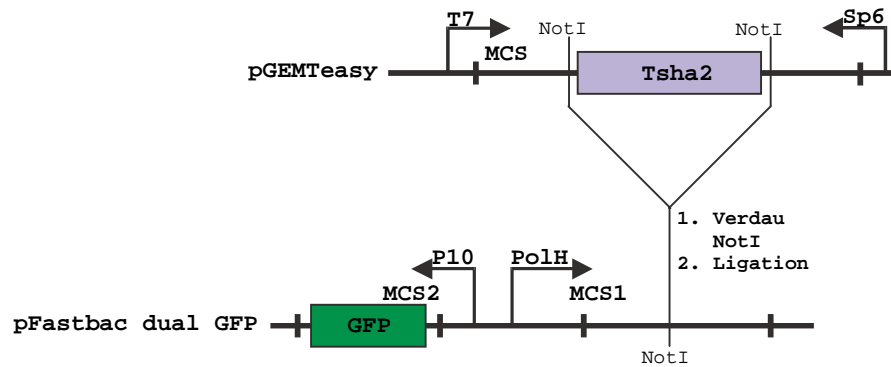 T7
NotI
NotI
Sp6
MCS
pGEMTeasy
Tsha2
1. Verdau
NotI
2. Ligation
P10
PolH
MCS2
MCS1
pFastbac dual GFP
GFP
NotI